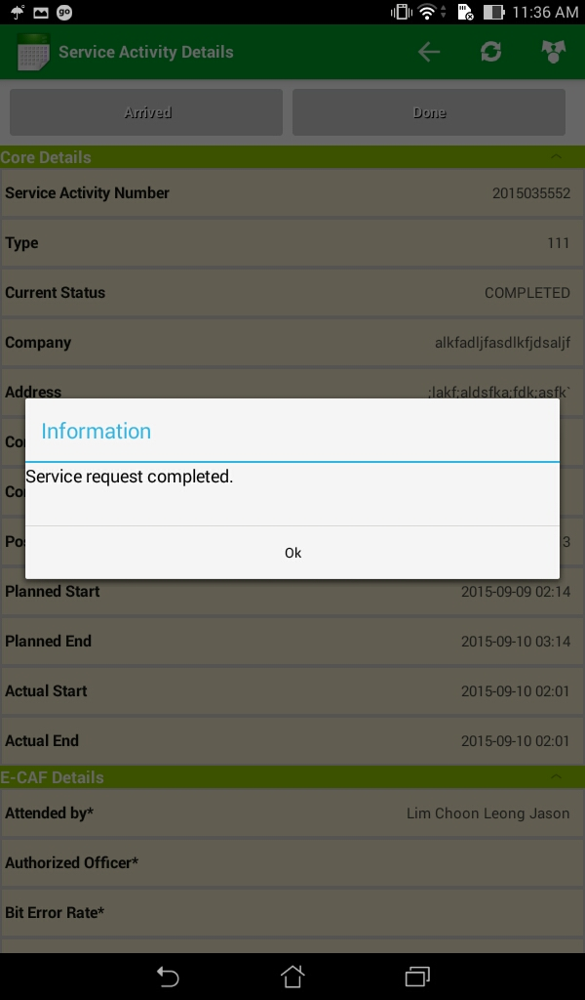 go
11:36 AM
Service Activity Details
Arrived
Done
Core Details
Service Activity Number 2015035552
Type 111
Current Status COMPLETED
Company alkfadljfasdlkfjdsaljf
Address ;lakf;aldsfka;fdk;asfk`
Co
Information
Service request completed.
Co
Pos 3
Ok
Planned Start 2015-09-09 02:14
Planned End 2015-09-10 03:14
Actual Start 2015-09-10 02:01
Actual End 2015-09-10 02:01
E-CAF Details
Attended by* Lim Choon Leong Jason
Authorized Officer*
Bit Error Rate*